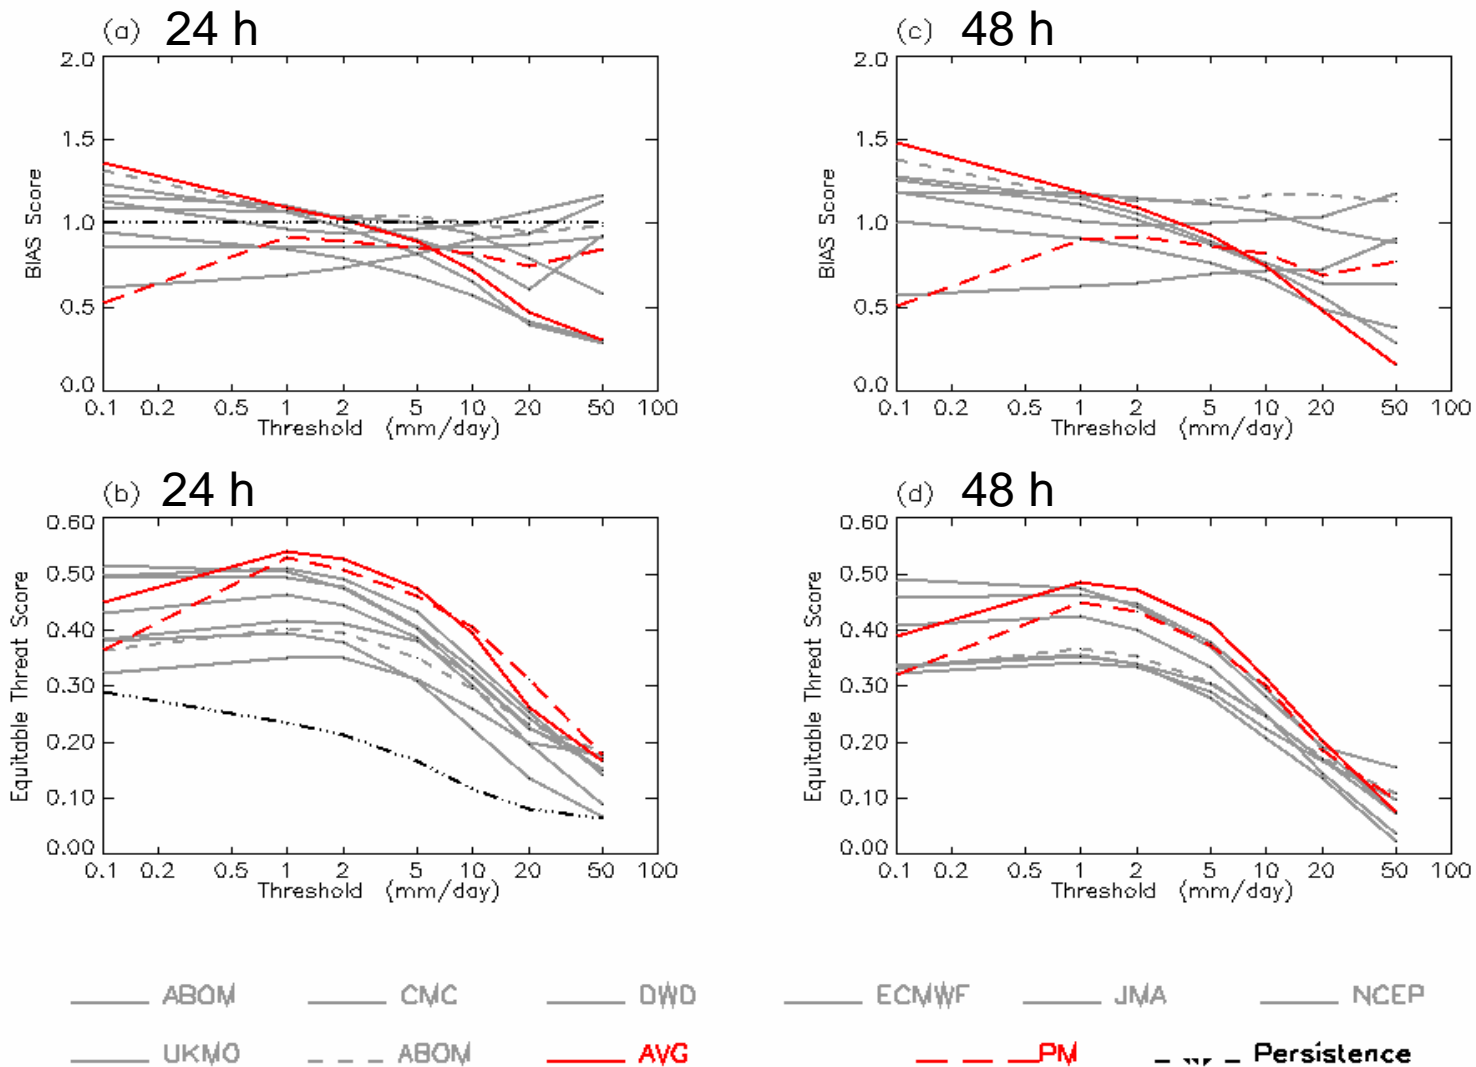 (a) 24 h
2.0
1.5
1.0
0.5
0.0
BIAS Score
0.1 0.2 0.5 1 2 5 10 20 50 100
Threshold (mm/day)
(c) 48 h
2.0
1.5
1.0
0.5
0.0
BIAS Score
0.1 0.2 0.5 1 2 5 10 20 50 100
Threshold (mm/day)
(b) 24 h
0.60
0.50
0.40
0.30
0.20
0.10
0.00
Equitable Threat Score
0.1 0.2 0.5 1 2 5 10 20 50 100
Threshold (mm/day)
(d) 48 h
0.60
0.50
0.40
0.30
0.20
0.10
0.00
Equitable Threat Score
0.1 0.2 0.5 1 2 5 10 20 50 100
Threshold (mm/day)
ABOM CMC DWD ECMWF JMA NCEP
UKMO ABOM AVG PM Persistence